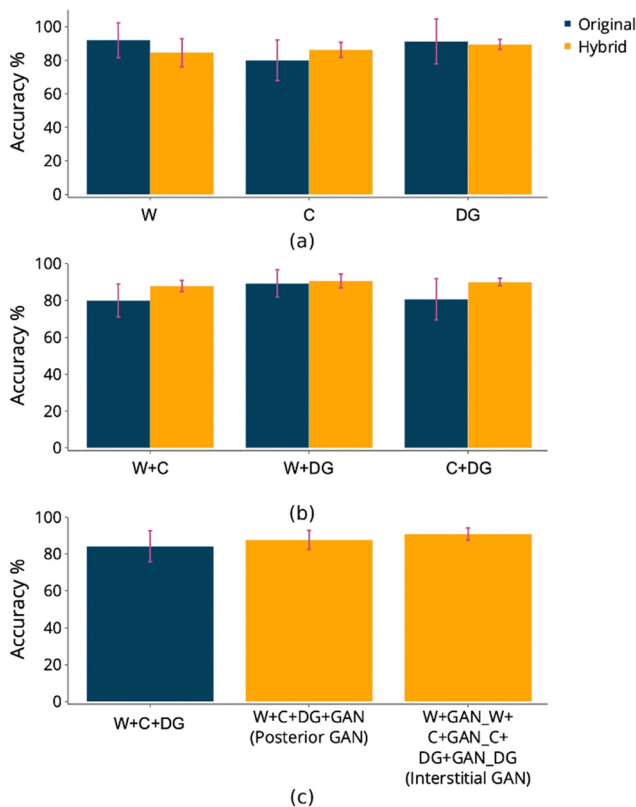 Original
Hybrid
Accuracy %
100
80
60
40
20
0
W C DG
(a)
Accuracy %
100
80
60
40
20
0
W+C W+DG C+DG
(b)
Accuracy %
100
80
60
40
20
0
W+C+DG
W+C+DG+GAN
(Posterior GAN)
W+GAN_W+
C+GAN_C+
DG+GAN_DG
(Interstitial GAN)
(c)